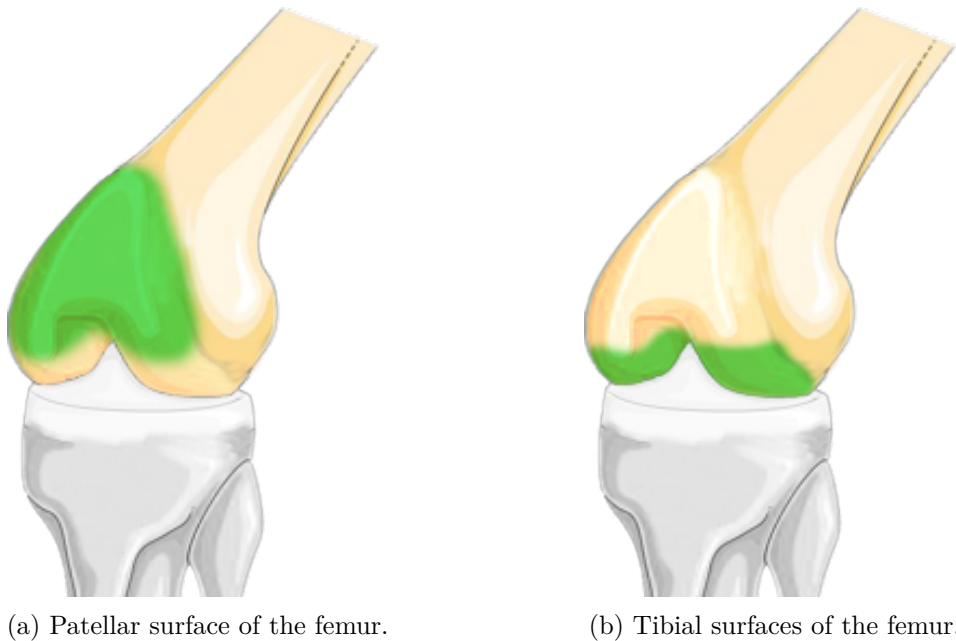 (a) Patellar surface of the femur.
(b) Tibial surfaces of the femur.